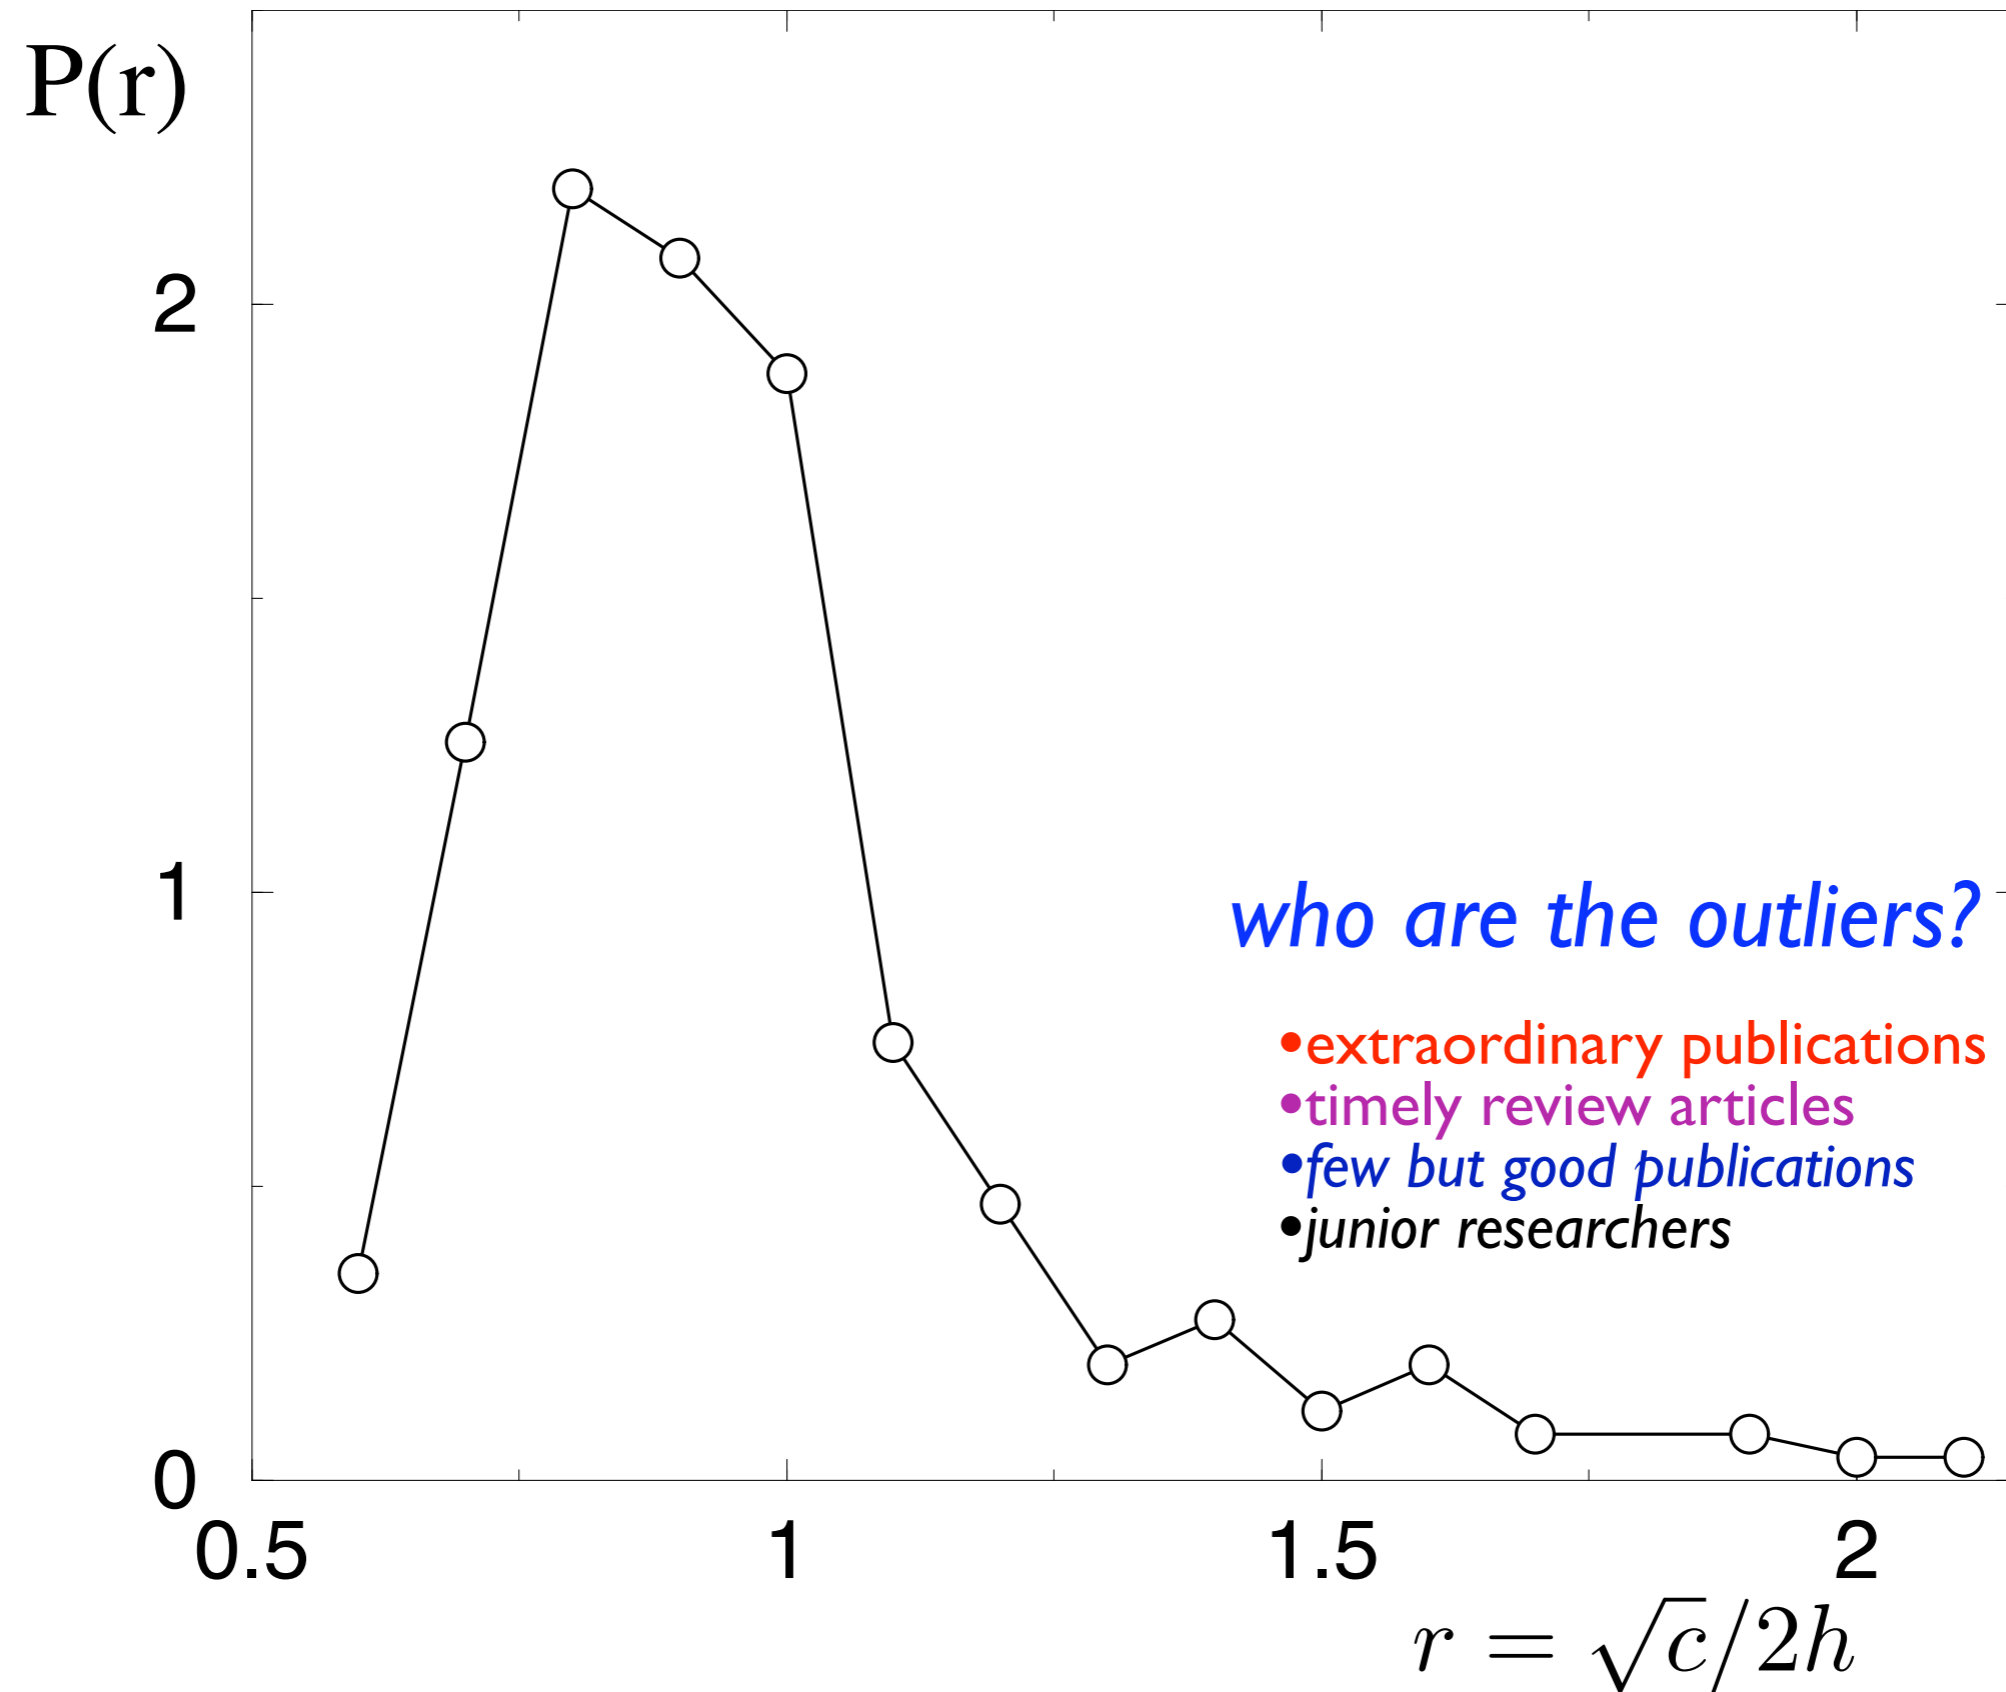 P(r)
2
1
who are the outliers?
•extraordinary publications
•timely review articles
•few but good publications
•junior researchers
0
0.5 1 1.5 2
r = √c/2h